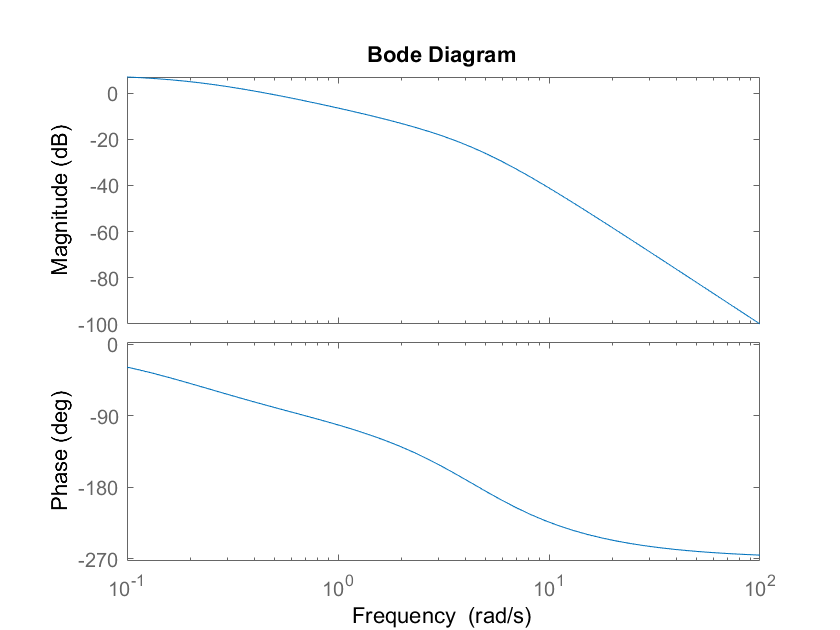 Bode Diagram
Magnitude (dB)
0
-20
-40
-60
-80
-100
Phase (deg)
0
-90
-180
-270
10^-1 10^0 10^1 10^2
Frequency (rad/s)